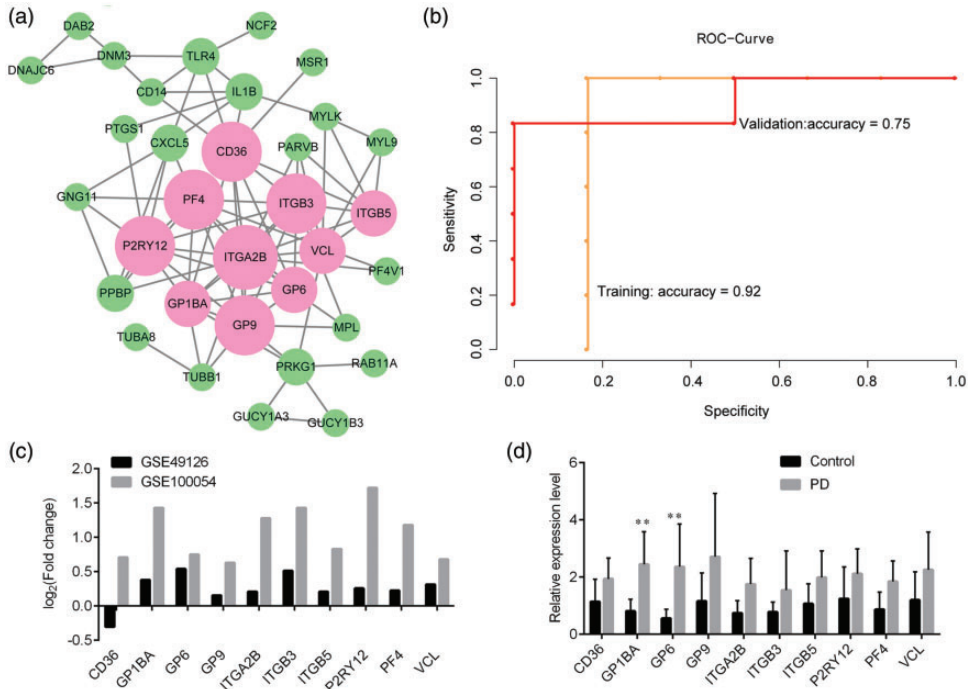 (a)
DAB2
NCF2
DNM3
TLR4
DNAJC6
MSR1
CD14
IL1B
MYLK
PTGS1
CXCL5
CD36
PARVB
MYL9
GNG11
PF4
ITGB3
ITGB5
P2RY12
ITGA2B
VCL
PF4V1
PPBP
GP1BA
GP6
GP9
MPL
TUBA8
PRKG1
RAB11A
TUBB1
GUCY1A3
GUCY1B3
(b)
ROC-Curve
Sensitivity
1.0
0.8
0.6
0.4
0.2
0.0
Validation:accuracy = 0.75
Training: accuracy = 0.92
0.0 0.2 0.4 0.6 0.8 1.0
Specificity
(c)
GSE49126
GSE100054
log2(Fold change)
2.0
1.5
1.0
0.5
0.0
-0.5
CD36 GP1BA GP6 GP9 ITGA2B ITGB3 ITGB5 P2RY12 PF4 VCL
(d)
Control
PD
Relative expression level
6
4
2
0
** **
CD36 GP1BA GP6 GP9 ITGA2B ITGB3 ITGB5 P2RY12 PF4 VCL